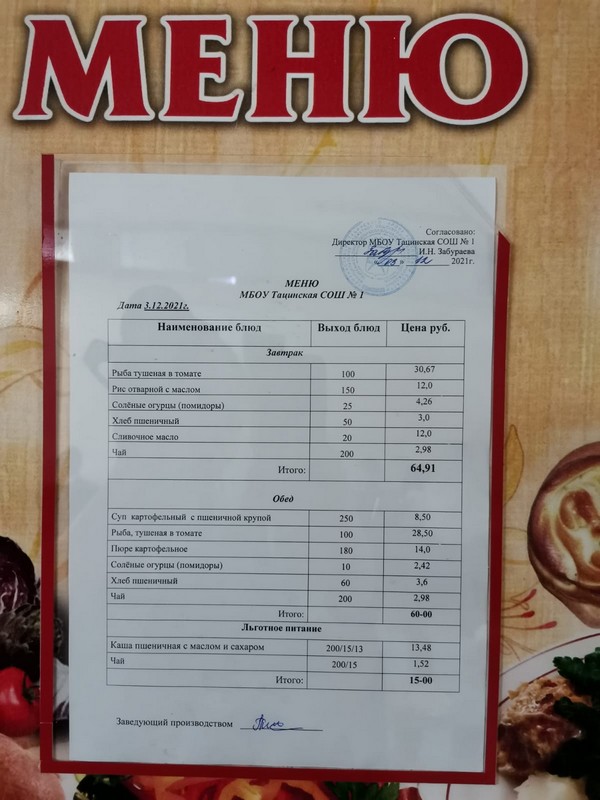 МЕНЮ
Согласовано:
Директор МБОУ Тацинская СОШ № 1
И.Н. Забураева
12 2021г.
МЕНЮ
МБОУ Тацинская СОШ № 1
Дата 3.12.2021г.
Наименование блюд Выход блюд Цена руб.
Завтрак
Рыба тушеная в томате 100 30,67
Рис отварной с маслом 150 12,0
Солёные огурцы (помидоры) 25 4,26
Хлеб пшеничный 50 3,0
Сливочное масло 20 12,0
Чай 200 2,98
Итого: 64,91
Обед
Суп картофельный с пшеничной крупой 250 8,50
Рыба, тушеная в томате 100 28,50
Пюре картофельное 180 14,0
Солёные огурцы (помидоры) 10 2,42
Хлеб пшеничный 60 3,6
Чай 200 2,98
Итого: 60-00
Льготное питание
Каша пшеничная с маслом и сахаром 200/15/13 13,48
Чай 200/15 1,52
Итого: 15-00
Заведующий производством